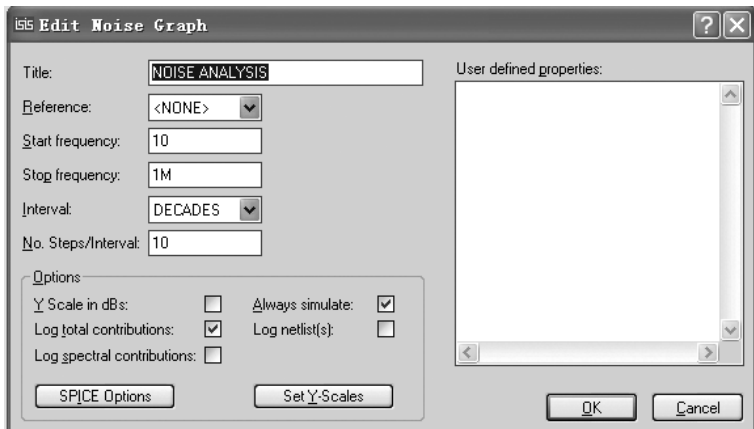 isis Edit Noise Graph
Title: NOISE ANALYSIS
Reference: <NONE>
Start frequency: 10
Stop frequency: 1M
Interval: DECADES
No. Steps/Interval: 10
Options
Y Scale in dBs:
Always simulate:
Log total contributions:
Log netlist(s):
Log spectral contributions:
SPICE Options
Set Y-Scales
User defined properties:
OK
Cancel